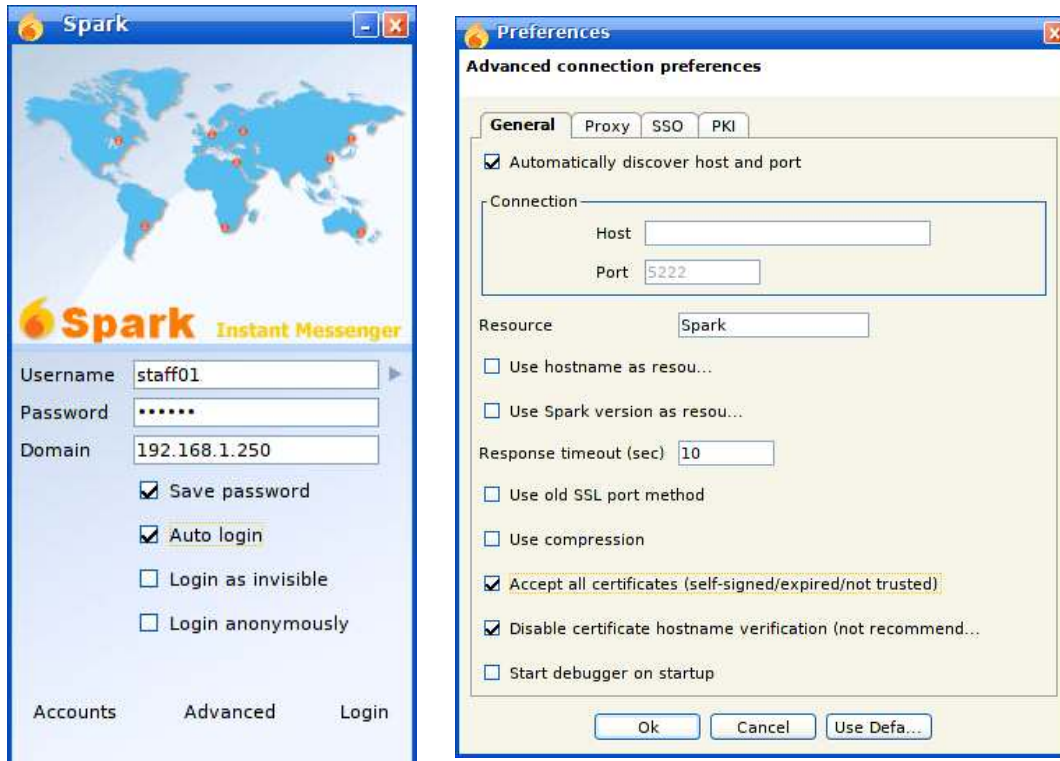 Spark
Spark Instant Messenger
Username staff01
Password ••••••
Domain 192.168.1.250
Save password
Auto login
Login as invisible
Login anonymously
Accounts Advanced Login
Preferences
Advanced connection preferences
General Proxy SSO PKI
Automatically discover host and port
Connection
Host
Port 5222
Resource Spark
Use hostname as resou...
Use Spark version as resou...
Response timeout (sec) 10
Use old SSL port method
Use compression
Accept all certificates (self-signed/expired/not trusted)
Disable certificate hostname verification (not recommend...
Start debugger on startup
Ok Cancel Use Defa...